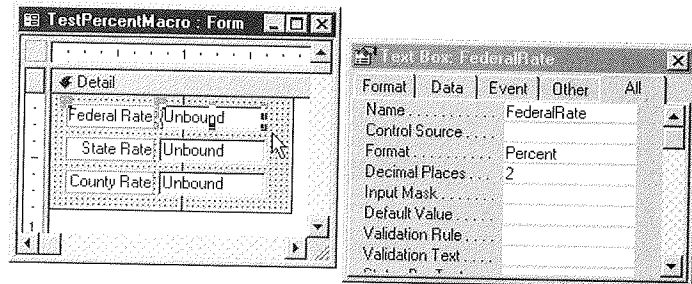 TestPercentMacro : Form
Detail
Federal Rate Unbound
State Rate Unbound
County Rate Unbound
1
Text Box: FederalRate
Format Data Event Other All
Name . . . . . . . . . . . . FederalRate
Control Source . . . .
Format . . . . . . . . . . . Percent
Decimal Places . . . 2
Input Mask . . . . . . .
Default Value . . . . .
Validation Rule . . . .
Validation Text . . . .